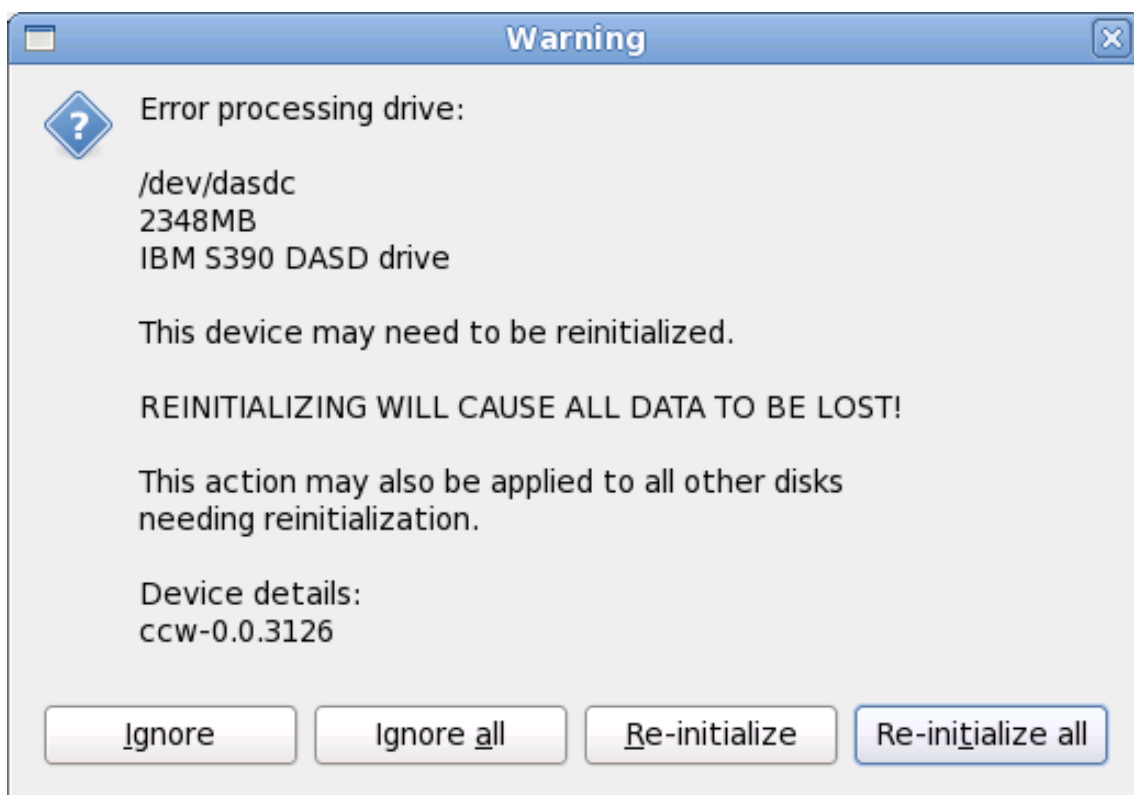 Warning
?
Error processing drive:
/dev/dasdc
2348MB
IBM S390 DASD drive
This device may need to be reinitialized.
REINITIALIZING WILL CAUSE ALL DATA TO BE LOST!
This action may also be applied to all other disks
needing reinitialization.
Device details:
ccw-0.0.3126
Ignore
Ignore all
Re-initialize
Re-initialize all